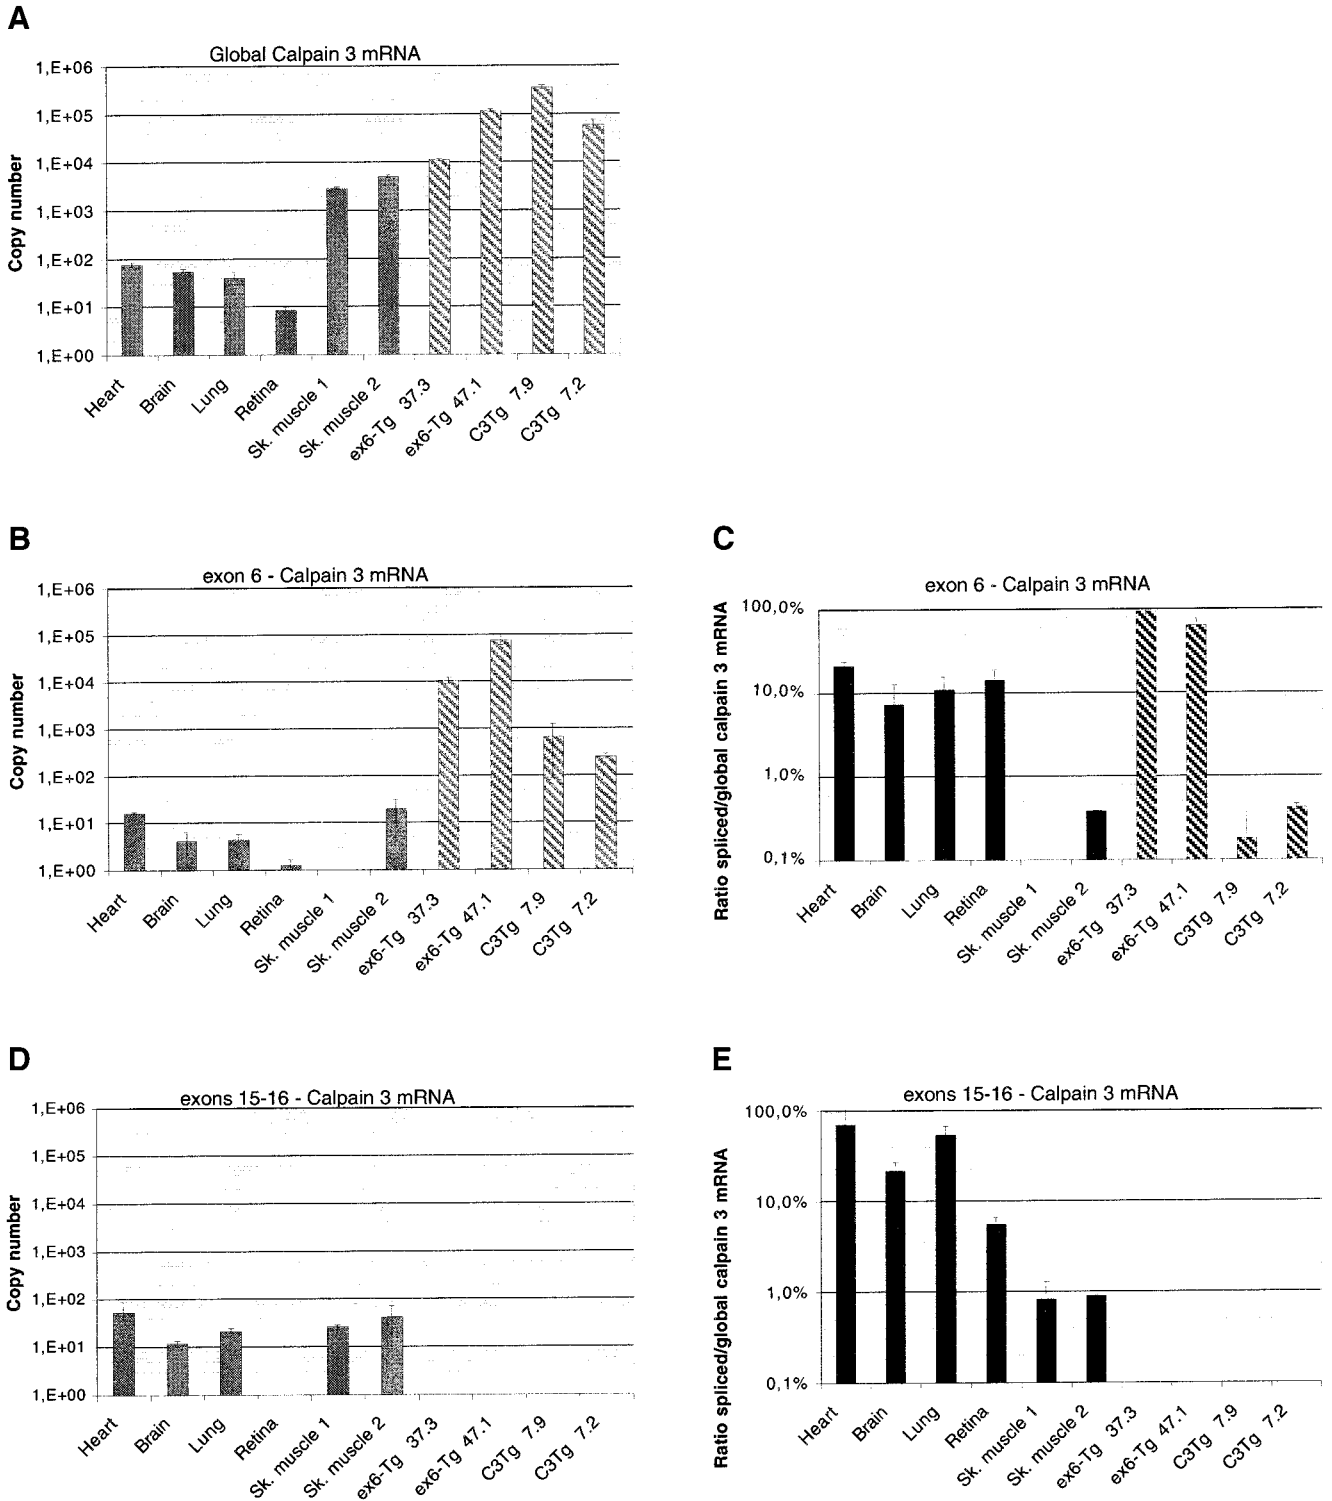 A
Global Calpain 3 mRNA
Copy number
1,E+06
1,E+05
1,E+04
1,E+03
1,E+02
1,E+01
1,E+00
Heart
Brain
Lung
Retina
Sk. muscle 1
Sk. muscle 2
ex6-Tg 37.3
ex6-Tg 47.1
C3Tg 7.9
C3Tg 7.2
B
exon 6 - Calpain 3 mRNA
Copy number
1,E+06
1,E+05
1,E+04
1,E+03
1,E+02
1,E+01
1,E+00
Heart
Brain
Lung
Retina
Sk. muscle 1
Sk. muscle 2
ex6-Tg 37.3
ex6-Tg 47.1
C3Tg 7.9
C3Tg 7.2
C
exon 6 - Calpain 3 mRNA
Ratio spliced/global calpain 3 mRNA
100,0%
10,0%
1,0%
0,1%
Heart
Brain
Lung
Retina
Sk. muscle 1
Sk. muscle 2
ex6-Tg 37.3
ex6-Tg 47.1
C3Tg 7.9
C3Tg 7.2
D
exons 15-16 - Calpain 3 mRNA
Copy number
1,E+06
1,E+05
1,E+04
1,E+03
1,E+02
1,E+01
1,E+00
Heart
Brain
Lung
Retina
Sk. muscle 1
Sk. muscle 2
ex6-Tg 37.3
ex6-Tg 47.1
C3Tg 7.9
C3Tg 7.2
E
exons 15-16 - Calpain 3 mRNA
Ratio spliced/global calpain 3 mRNA
100,0%
10,0%
1,0%
0,1%
Heart
Brain
Lung
Retina
Sk. muscle 1
Sk. muscle 2
ex6-Tg 37.3
ex6-Tg 47.1
C3Tg 7.9
C3Tg 7.2